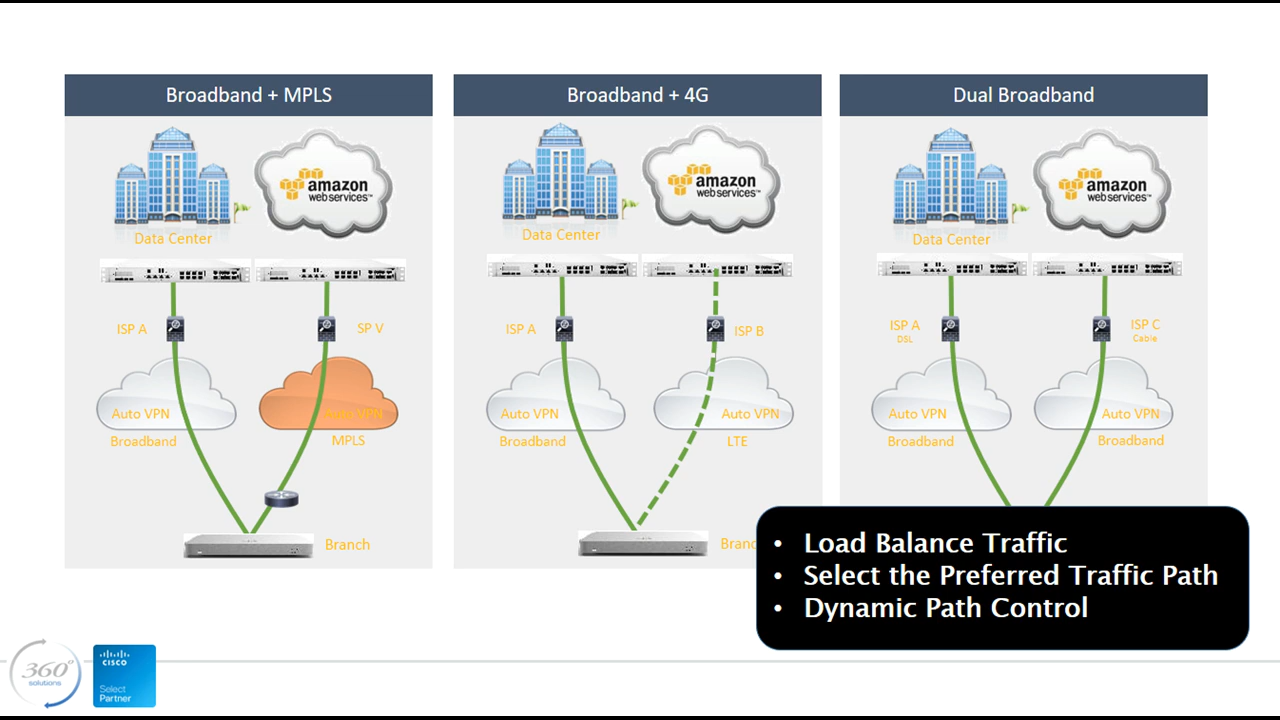 Broadband + MPLS
Data Center
amazon
webservices™
ISP A
SP V
Auto VPN
Broadband
Auto VPN
MPLS
Branch
Broadband + 4G
Data Center
amazon
webservices™
ISP A
ISP B
Auto VPN
Broadband
Auto VPN
LTE
Branc
Dual Broadband
Data Center
amazon
webservices™
ISP A
DSL
ISP C
Cable
Auto VPN
Broadband
Auto VPN
Broadband
• Load Balance Traffic
• Select the Preferred Traffic Path
• Dynamic Path Control
360°
solutions
CISCO
Select
Partner